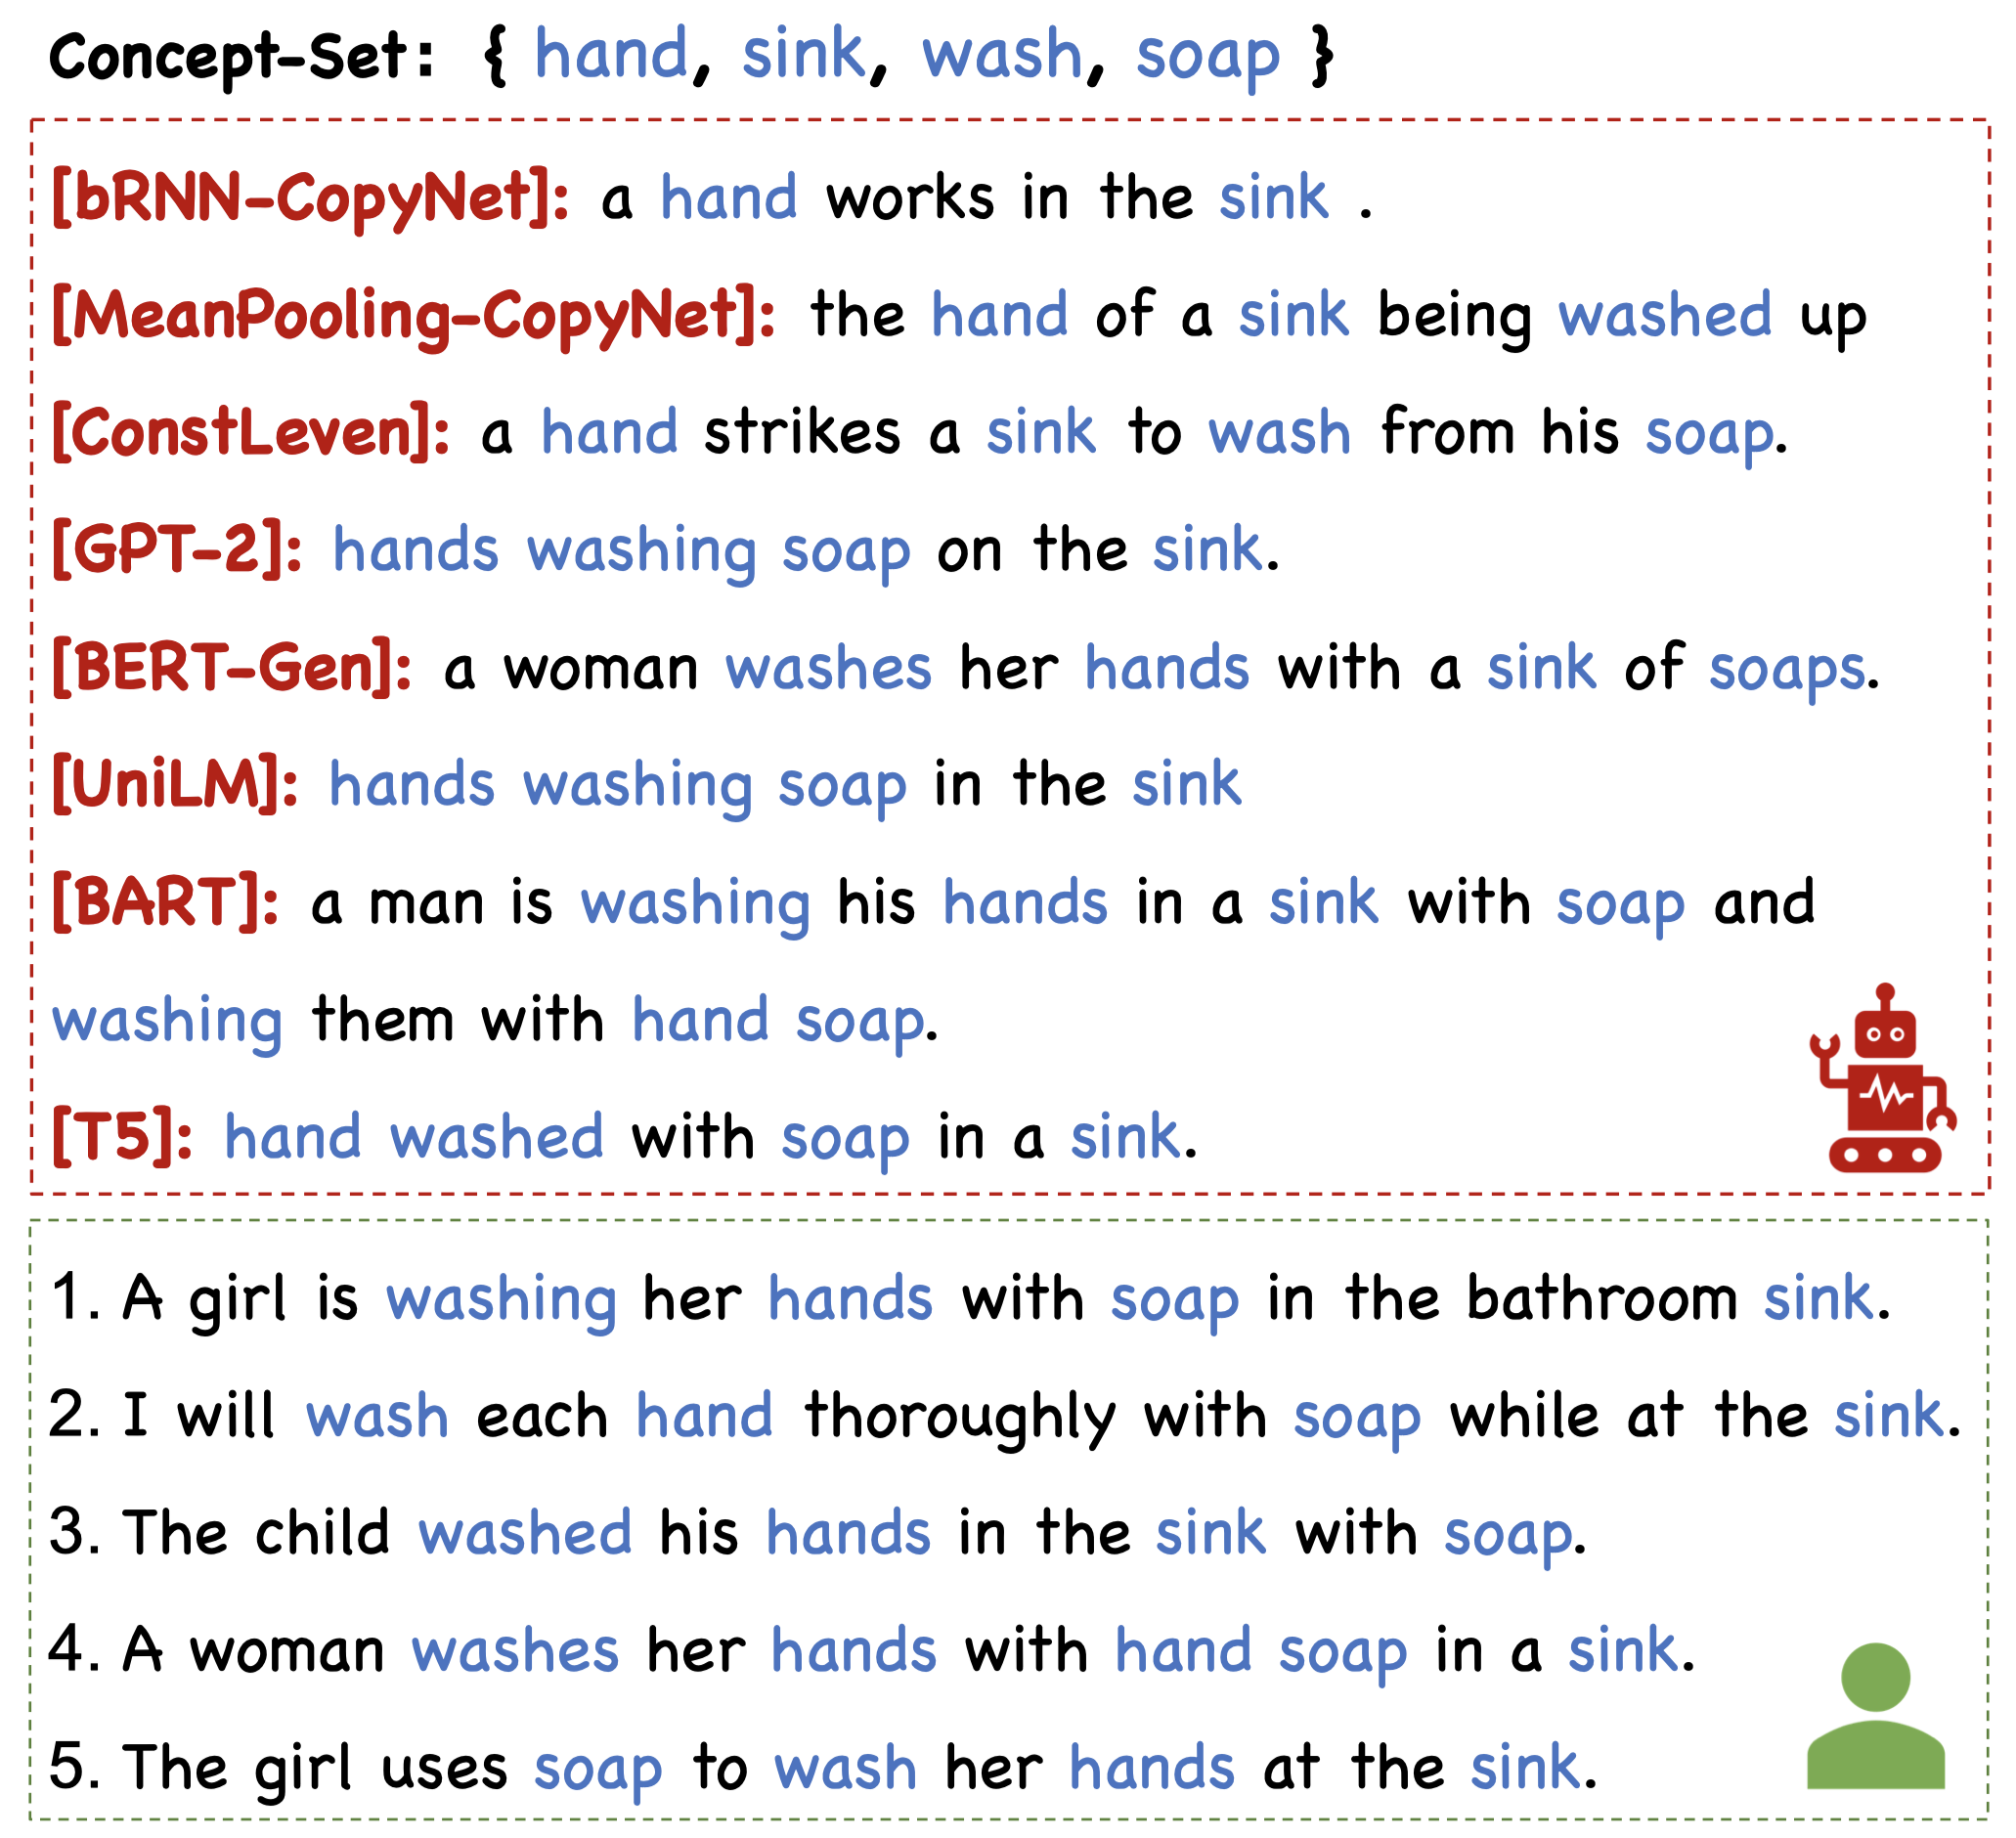 Concept-Set: { hand, sink, wash, soap }
[bRNN-CopyNet]: a hand works in the sink .
[MeanPooling-CopyNet]: the hand of a sink being washed up
[ConstLeven]: a hand strikes a sink to wash from his soap.
[GPT-2]: hands washing soap on the sink.
[BERT-Gen]: a woman washes her hands with a sink of soaps.
[UniLM]: hands washing soap in the sink
[BART]: a man is washing his hands in a sink with soap and
washing them with hand soap.
[T5]: hand washed with soap in a sink.
1. A girl is washing her hands with soap in the bathroom sink.
2. I will wash each hand thoroughly with soap while at the sink.
3. The child washed his hands in the sink with soap.
4. A woman washes her hands with hand soap in a sink.
5. The girl uses soap to wash her hands at the sink.